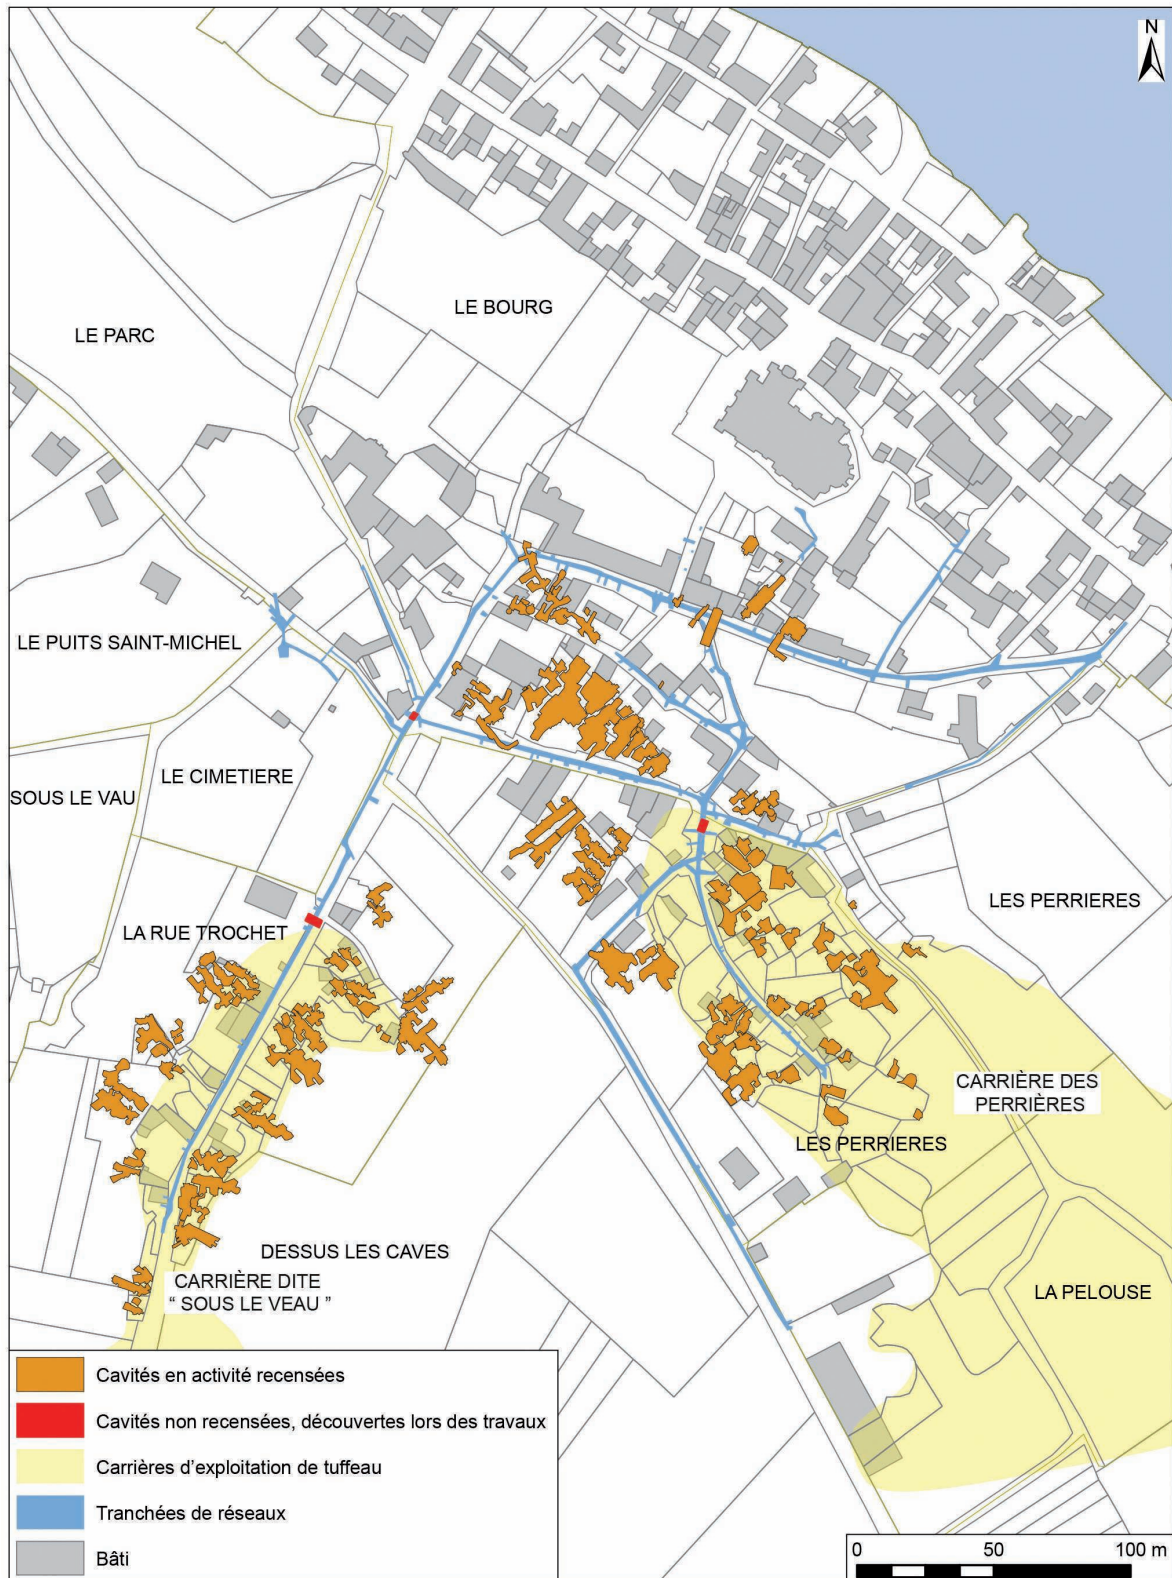 N
LE BOURG
LE PARC
LE PUITS SAINT-MICHEL
LE CIMETIERE
SOUS LE VAU
LES PERRIERES
LA RUE TROCHET
CARRIÈRE DES
PERRIÈRES
LES PERRIERES
DESSUS LES CAVES
CARRIÈRE DITE
“ SOUS LE VEAU ”
LA PELOUSE
Cavités en activité recensées
Cavités non recensées, découvertes lors des travaux
Carrières d’exploitation de tuffeau
Tranchées de réseaux
Bâti
0 50 100 m